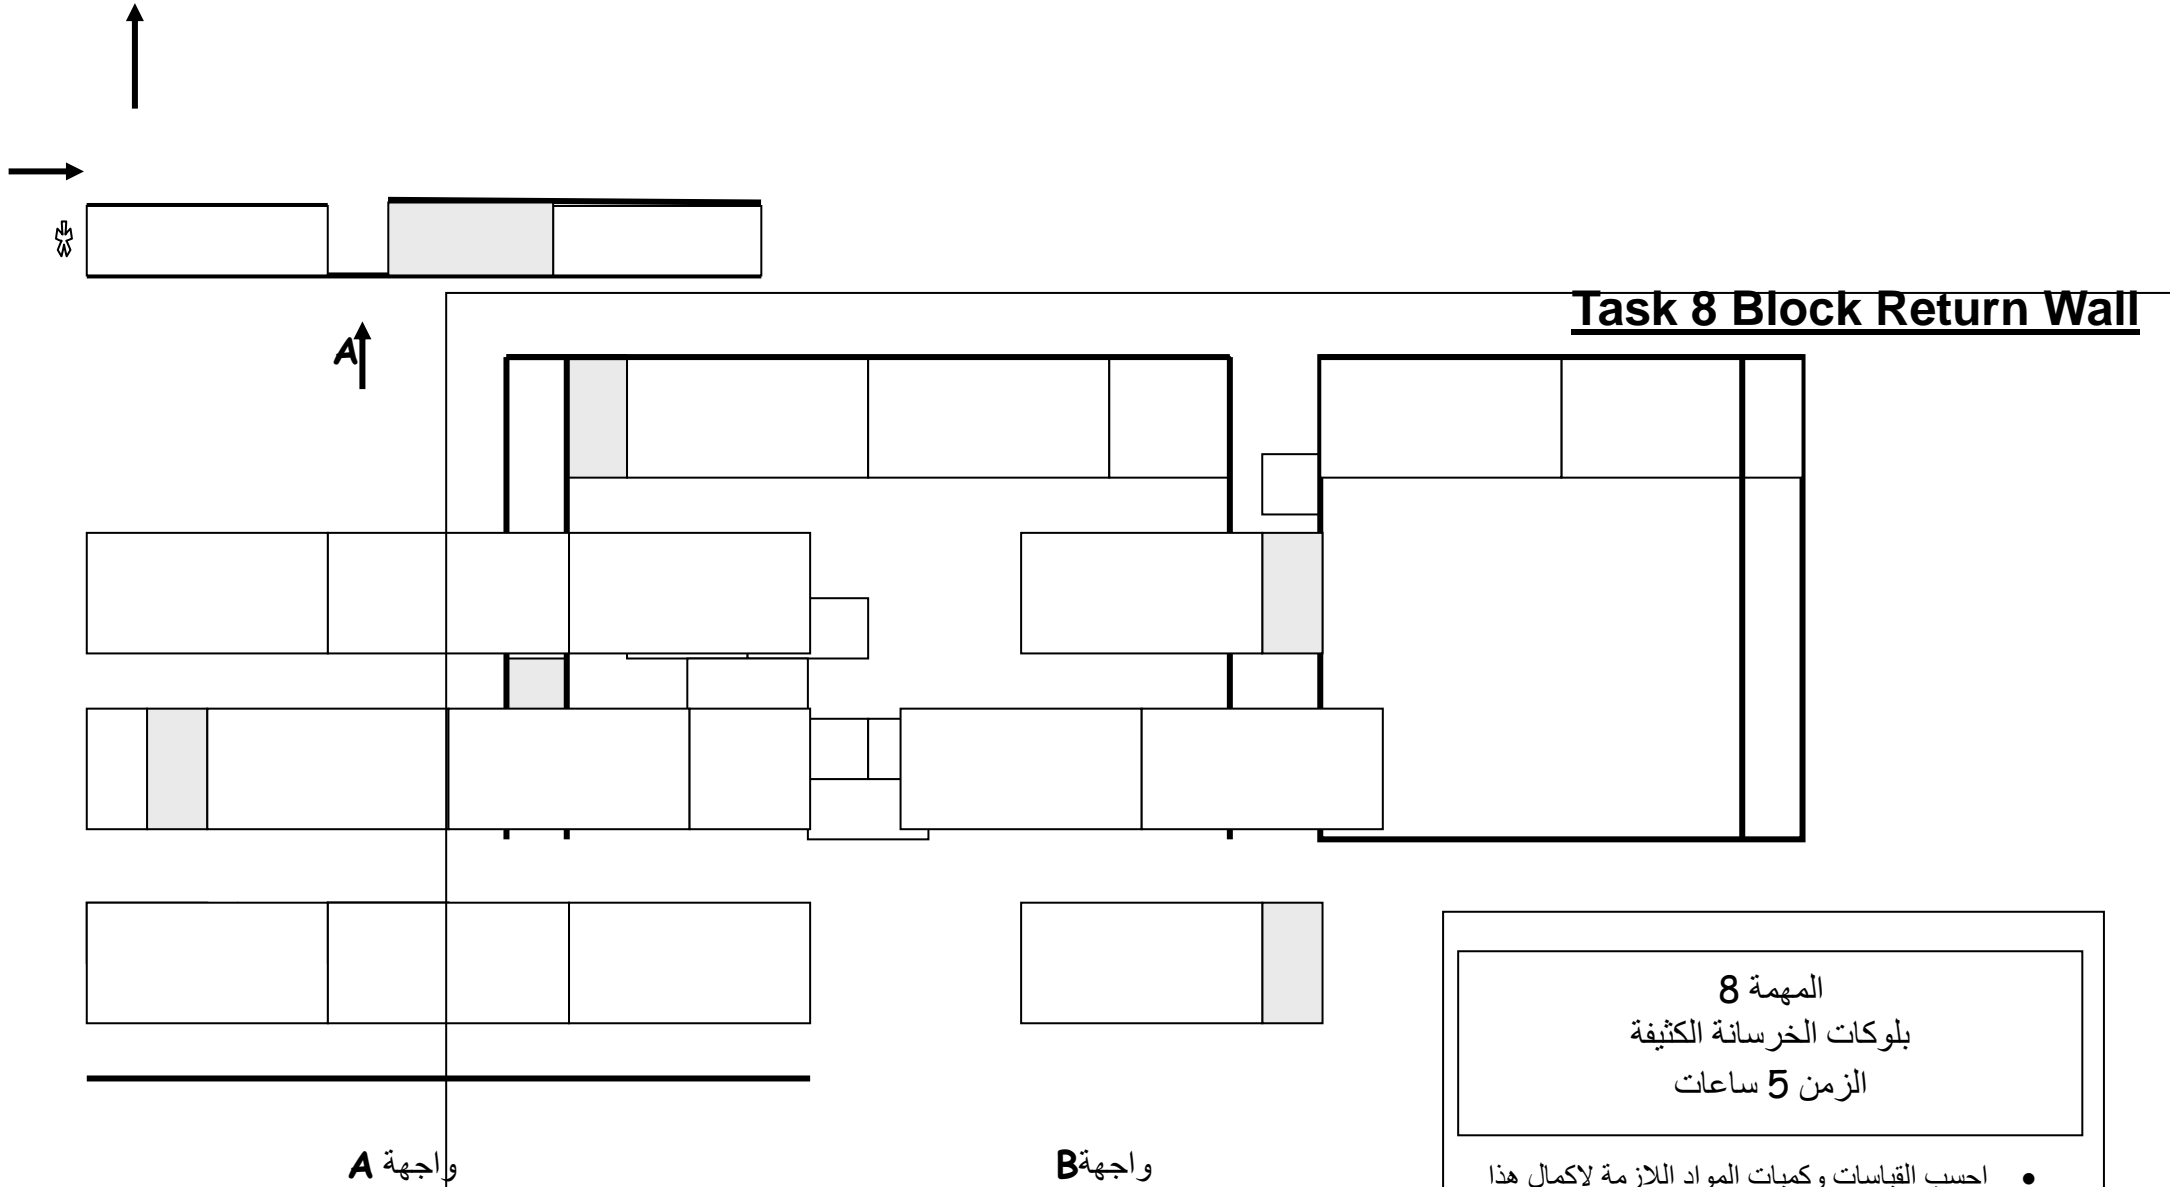 Task 8 Block Return Wall
A
المهمة 8
بلوكات الخرسانة الكثيفة
الزمن 5 ساعات
واجهة A
واجهةB
• احسب القياسات وكميات المواد اللازمة لإكمال هذا